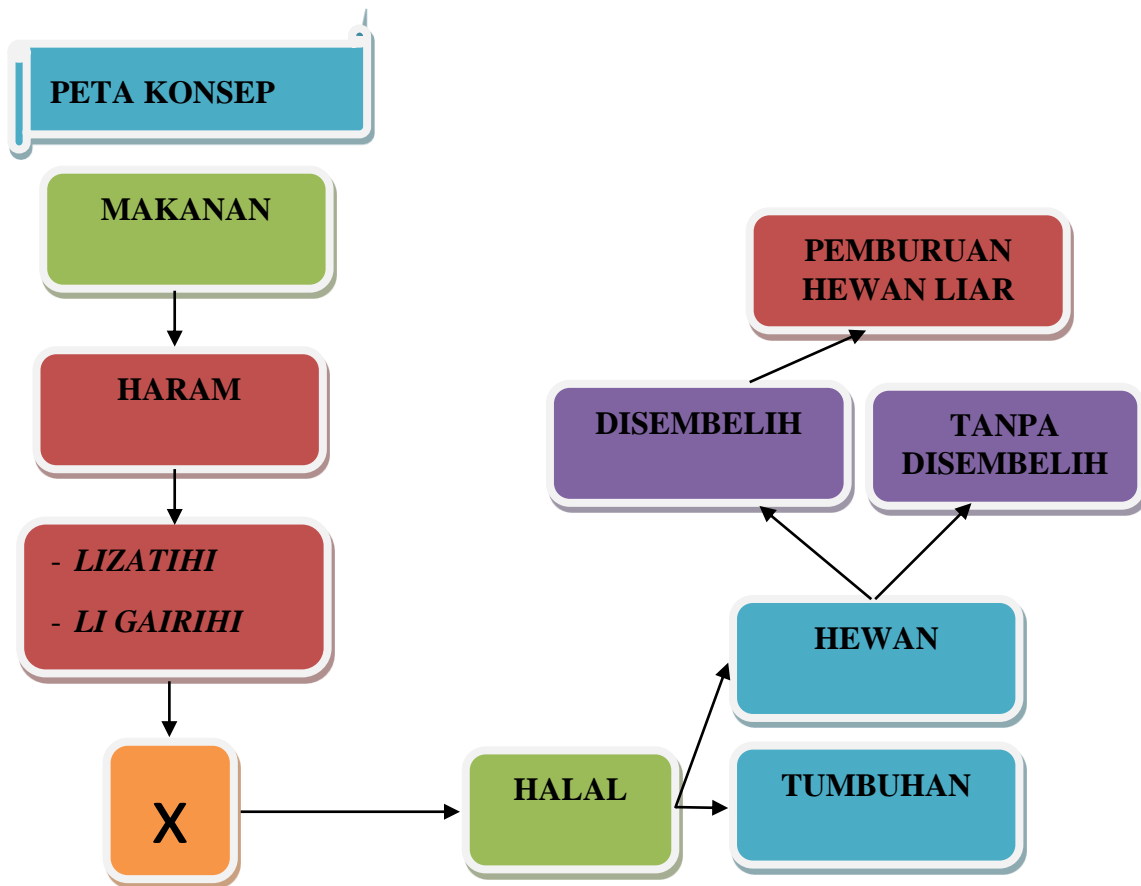 PETA KONSEP
MAKANAN
HARAM
- LIZATIHI
- LI GAIRIHI
X
HALAL
PEMBURUAN
HEWAN LIAR
DISEMBELIH
TANPA
DISEMBELIH
HEWAN
TUMBUHAN